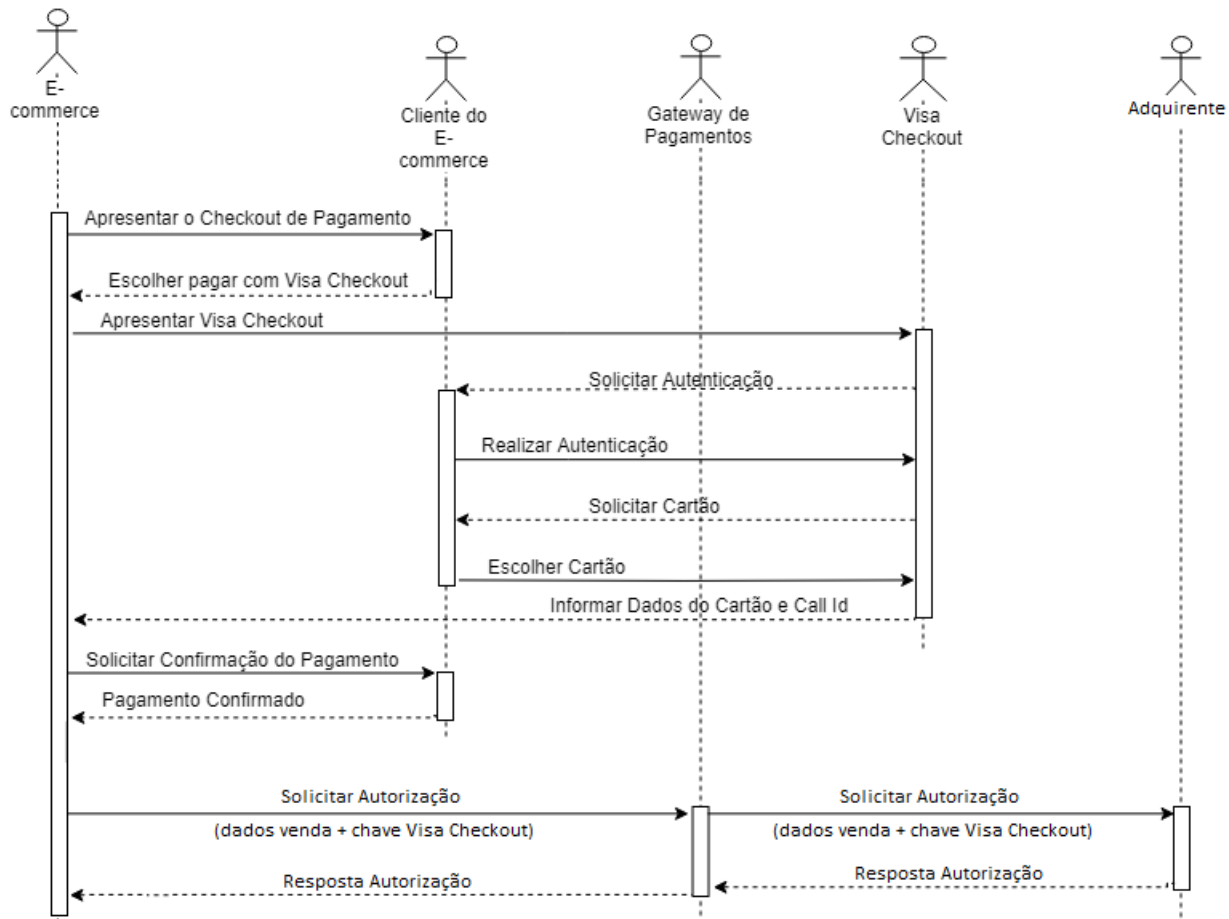 E-
commerce
Cliente do
E-
commerce
Gateway de
Pagamentos
Visa
Checkout
Adquirente
Apresentar o Checkout de Pagamento
Escolher pagar com Visa Checkout
Apresentar Visa Checkout
Solicitar Autenticação
Realizar Autenticação
Solicitar Cartão
Escolher Cartão
Informar Dados do Cartão e Call Id
Solicitar Confirmação do Pagamento
Pagamento Confirmado
Solicitar Autorização
(dados venda + chave Visa Checkout)
Solicitar Autorização
(dados venda + chave Visa Checkout)
Resposta Autorização
Resposta Autorização